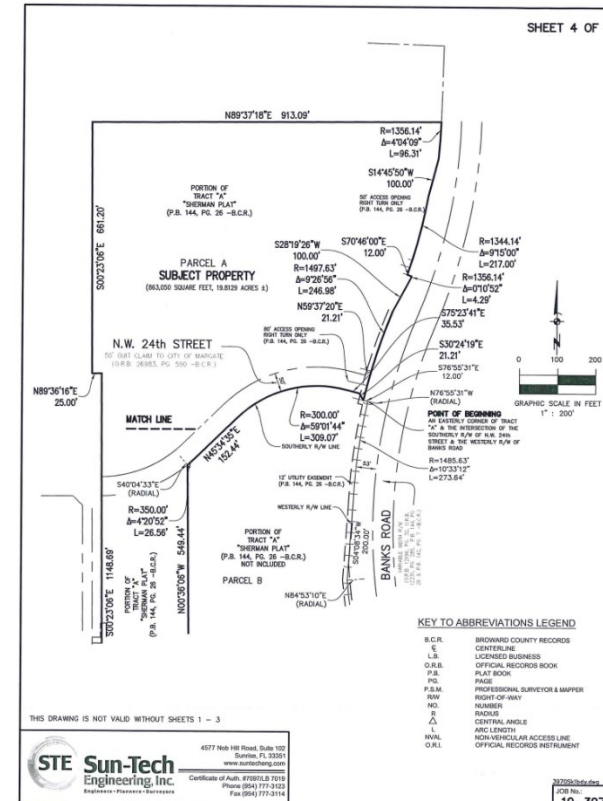 SHEET 4 OF
N89°37'18"E 913.09'
R=1356.14'
Δ=4°04'09"
L=96.31'
S14°45'50"W
100.00'
50' ACCESS OPENING
RIGHT TURN ONLY
(P.B. 144, PG. 26 -B.C.R.)
PORTION OF
TRACT "A"
"SHERMAN PLAT"
(P.B. 144, PG. 26 -B.C.R.)
S00°23'06"E 661.20'
PARCEL A
SUBJECT PROPERTY
(863,050 SQUARE FEET, 19.8129 ACRES ±)
S70°46'00"E
12.00'
S28°19'26"W
100.00'
R=1497.63'
Δ=9°26'56"
L=246.98'
N59°37'20"E
21.21'
R=1344.14'
Δ=9°15'00"
L=217.00'
R=1356.14'
Δ=0°10'52"
L=4.29'
S75°23'41"E
35.53'
S30°24'19"E
21.21'
S76°55'31"E
12.00'
N76°55'31"W
(RADIAL)
80' ACCESS OPENING
RIGHT TURN ONLY
(P.B. 144, PG. 26 -B.C.R.)
N.W. 24th STREET
50' QUIT CLAIM TO CITY OF MARGATE
(O.R.B. 26983, PG. 590 -B.C.R.)
N89°36'16"E
25.00'
MATCH LINE
0 100 200
GRAPHIC SCALE IN FEET
1" : 200'
POINT OF BEGINNING
AN EASTERLY CORNER OF TRACT
"A" & THE INTERSECTION OF THE
SOUTHERLY R/W OF N.W. 24th
STREET & THE WESTERLY R/W OF
BANKS ROAD
R=300.00'
Δ=59°01'44"
L=309.07'
SOUTHERLY R/W LINE
N45°34'35"E
152.44'
R=1485.63'
Δ=10°33'12"
L=273.64'
53'
S40°04'33"E
(RADIAL)
R=350.00'
Δ=4°20'52"
L=26.56'
12' UTILITY EASEMENT
(P.B. 144, PG. 26 -B.C.R.)
WESTERLY R/W LINE
S04°08'34"W
200.00'
BANKS ROAD
S00°23'06"E 1148.69'
PORTION OF
TRACT "A"
"SHERMAN PLAT"
(P.B. 144, PG. 26 -B.C.R.)
N00°36'06"W 549.44'
PORTION OF
TRACT "A"
"SHERMAN PLAT"
(P.B. 144, PG. 26 -B.C.R.)
NOT INCLUDED
PARCEL B
N84°53'10"E
(RADIAL)
KEY TO ABBREVIATIONS LEGEND
B.C.R. BROWARD COUNTY RECORDS
℄ CENTERLINE
L.B. LICENSED BUSINESS
O.R.B. OFFICIAL RECORDS BOOK
P.B. PLAT BOOK
PG. PAGE
P.S.M. PROFESSIONAL SURVEYOR & MAPPER
R/W RIGHT-OF-WAY
NO. NUMBER
R RADIUS
Δ CENTRAL ANGLE
L ARC LENGTH
NVAL NON-VEHICULAR ACCESS LINE
O.R.I. OFFICIAL RECORDS INSTRUMENT
THIS DRAWING IS NOT VALID WITHOUT SHEETS 1 - 3
STE Sun-Tech
Engineering, Inc.
Engineers - Planners - Surveyors
4577 Nob Hill Road, Suite 102
Sunrise, FL 33351
www.suntecheng.com
Certificate of Auth. #7097/LB 7019
Phone (954) 777-3123
Fax (954) 777-3114
JOB No.: